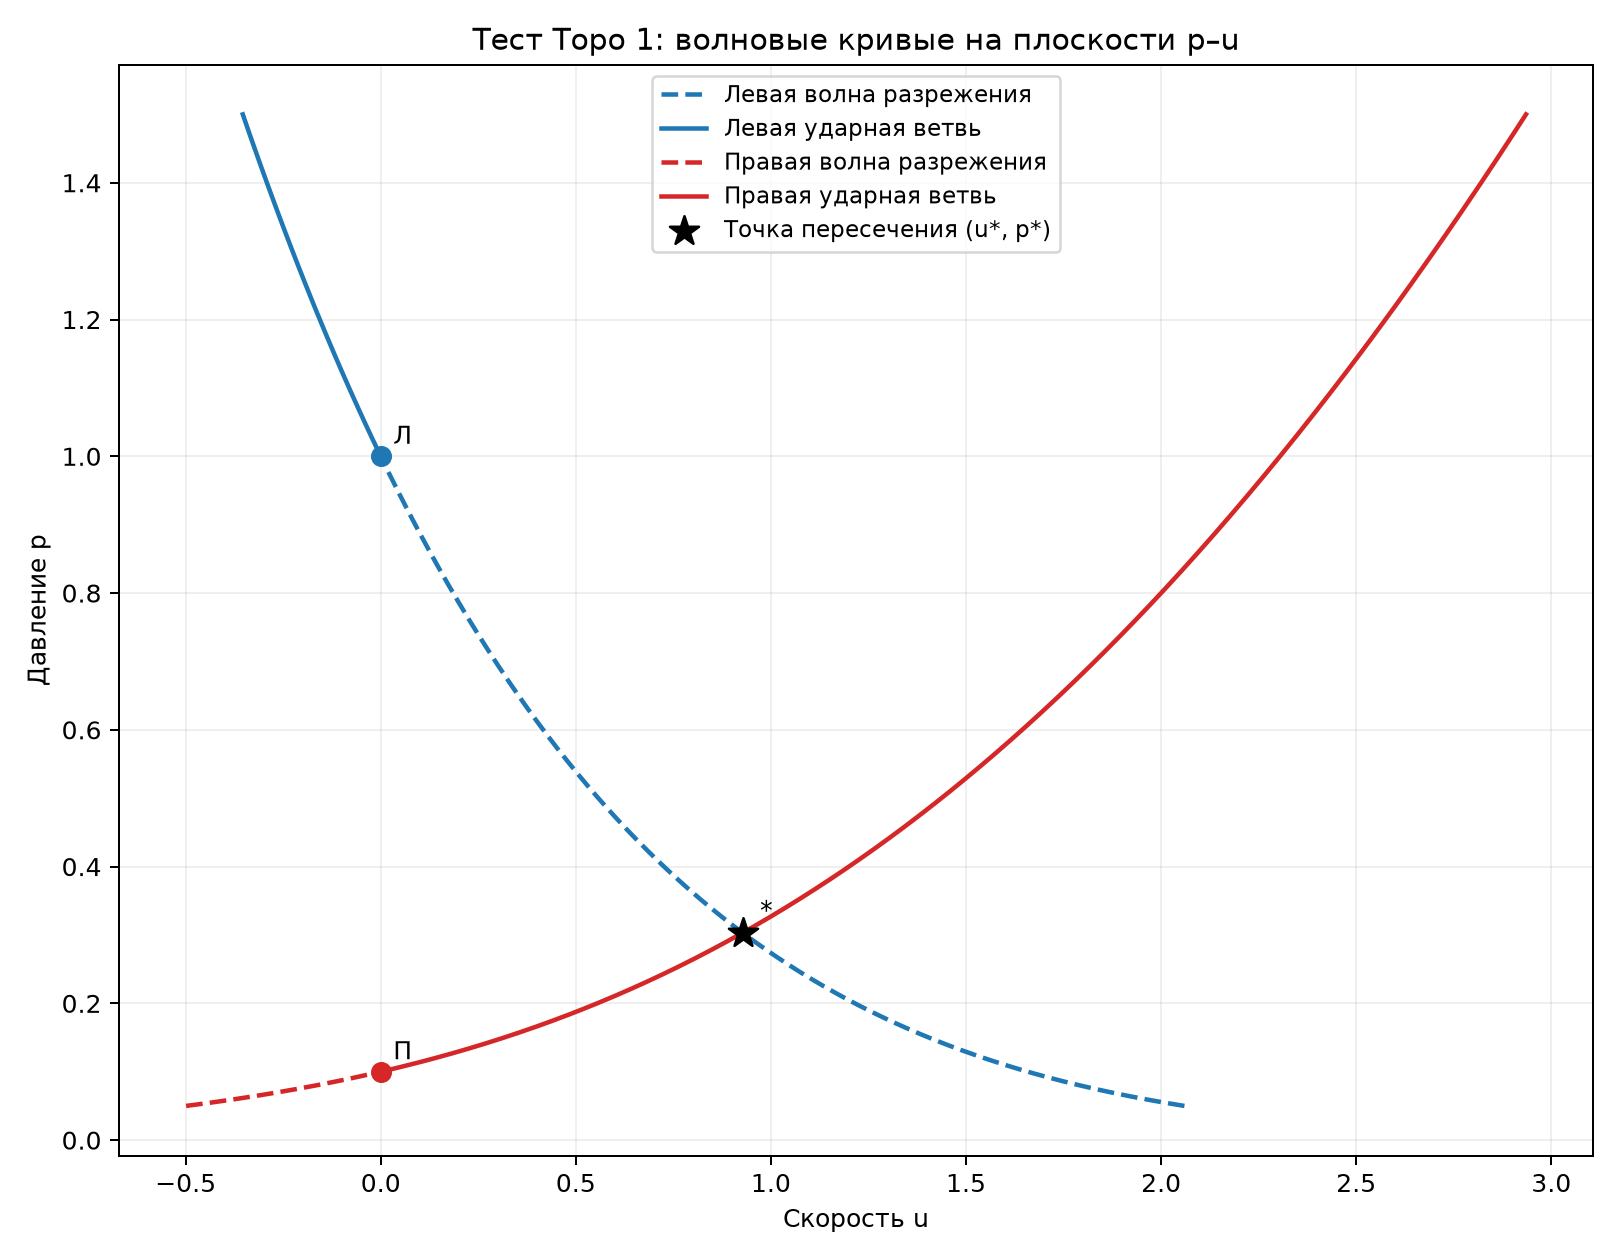 Тест Торо 1: волновые кривые на плоскости p–u
Левая волна разрежения
Левая ударная ветвь
Правая волна разрежения
Правая ударная ветвь
Точка пересечения (u*, p*)
Давление p
1.4
1.2
1.0
0.8
0.6
0.4
0.2
0.0
Л
*
П
−0.5 0.0 0.5 1.0 1.5 2.0 2.5 3.0
Скорость u